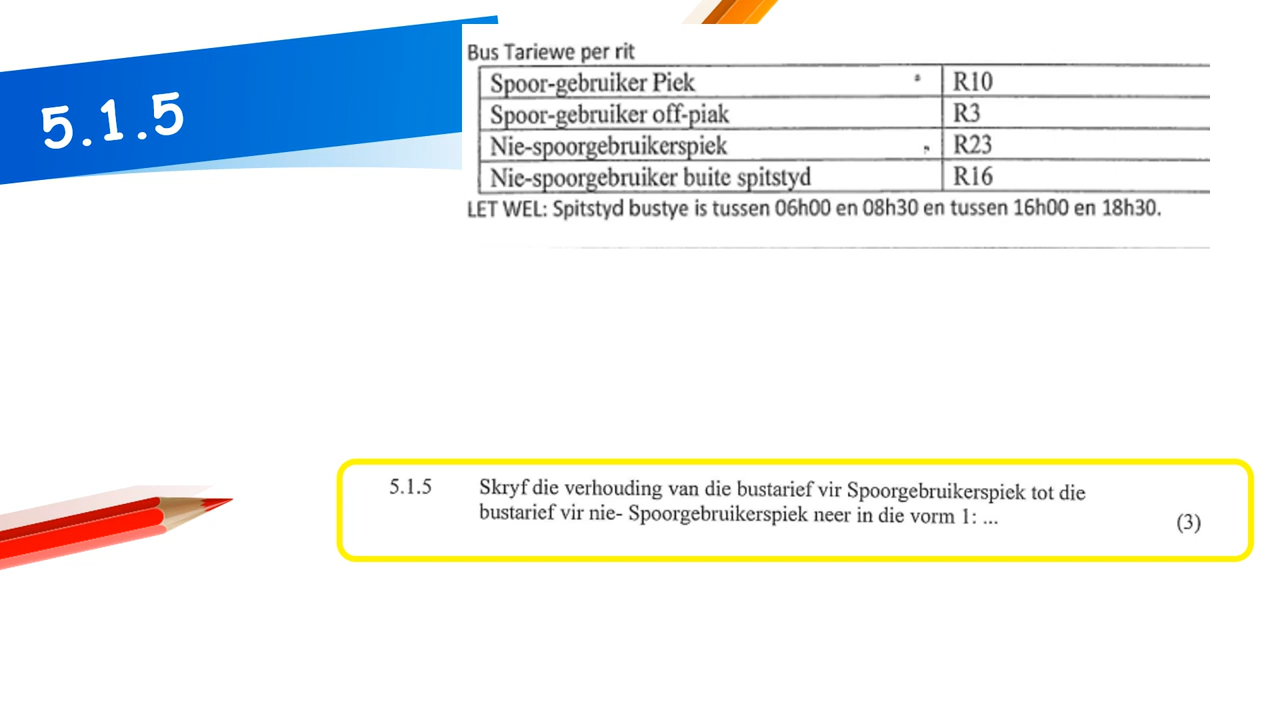 5.1.5
Bus Tariewe per rit
Spoor-gebruiker Piek R10
Spoor-gebruiker off-piak R3
Nie-spoorgebruikerspiek R23
Nie-spoorgebruiker buite spitstyd R16
LET WEL: Spitstyd bustye is tussen 06h00 en 08h30 en tussen 16h00 en 18h30.
5.1.5 Skryf die verhouding van die bustarief vir Spoorgebruikerspiek tot die
bustarief vir nie- Spoorgebruikerspiek neer in die vorm 1: ...
(3)